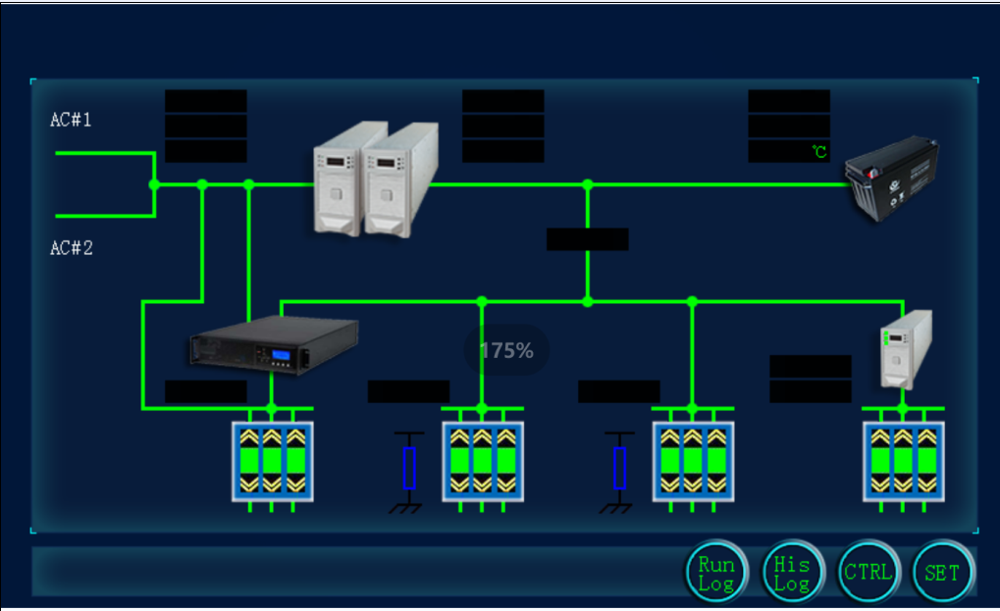 AC#1
℃
AC#2
175%
Run
Log
His
Log
CTRL
SET